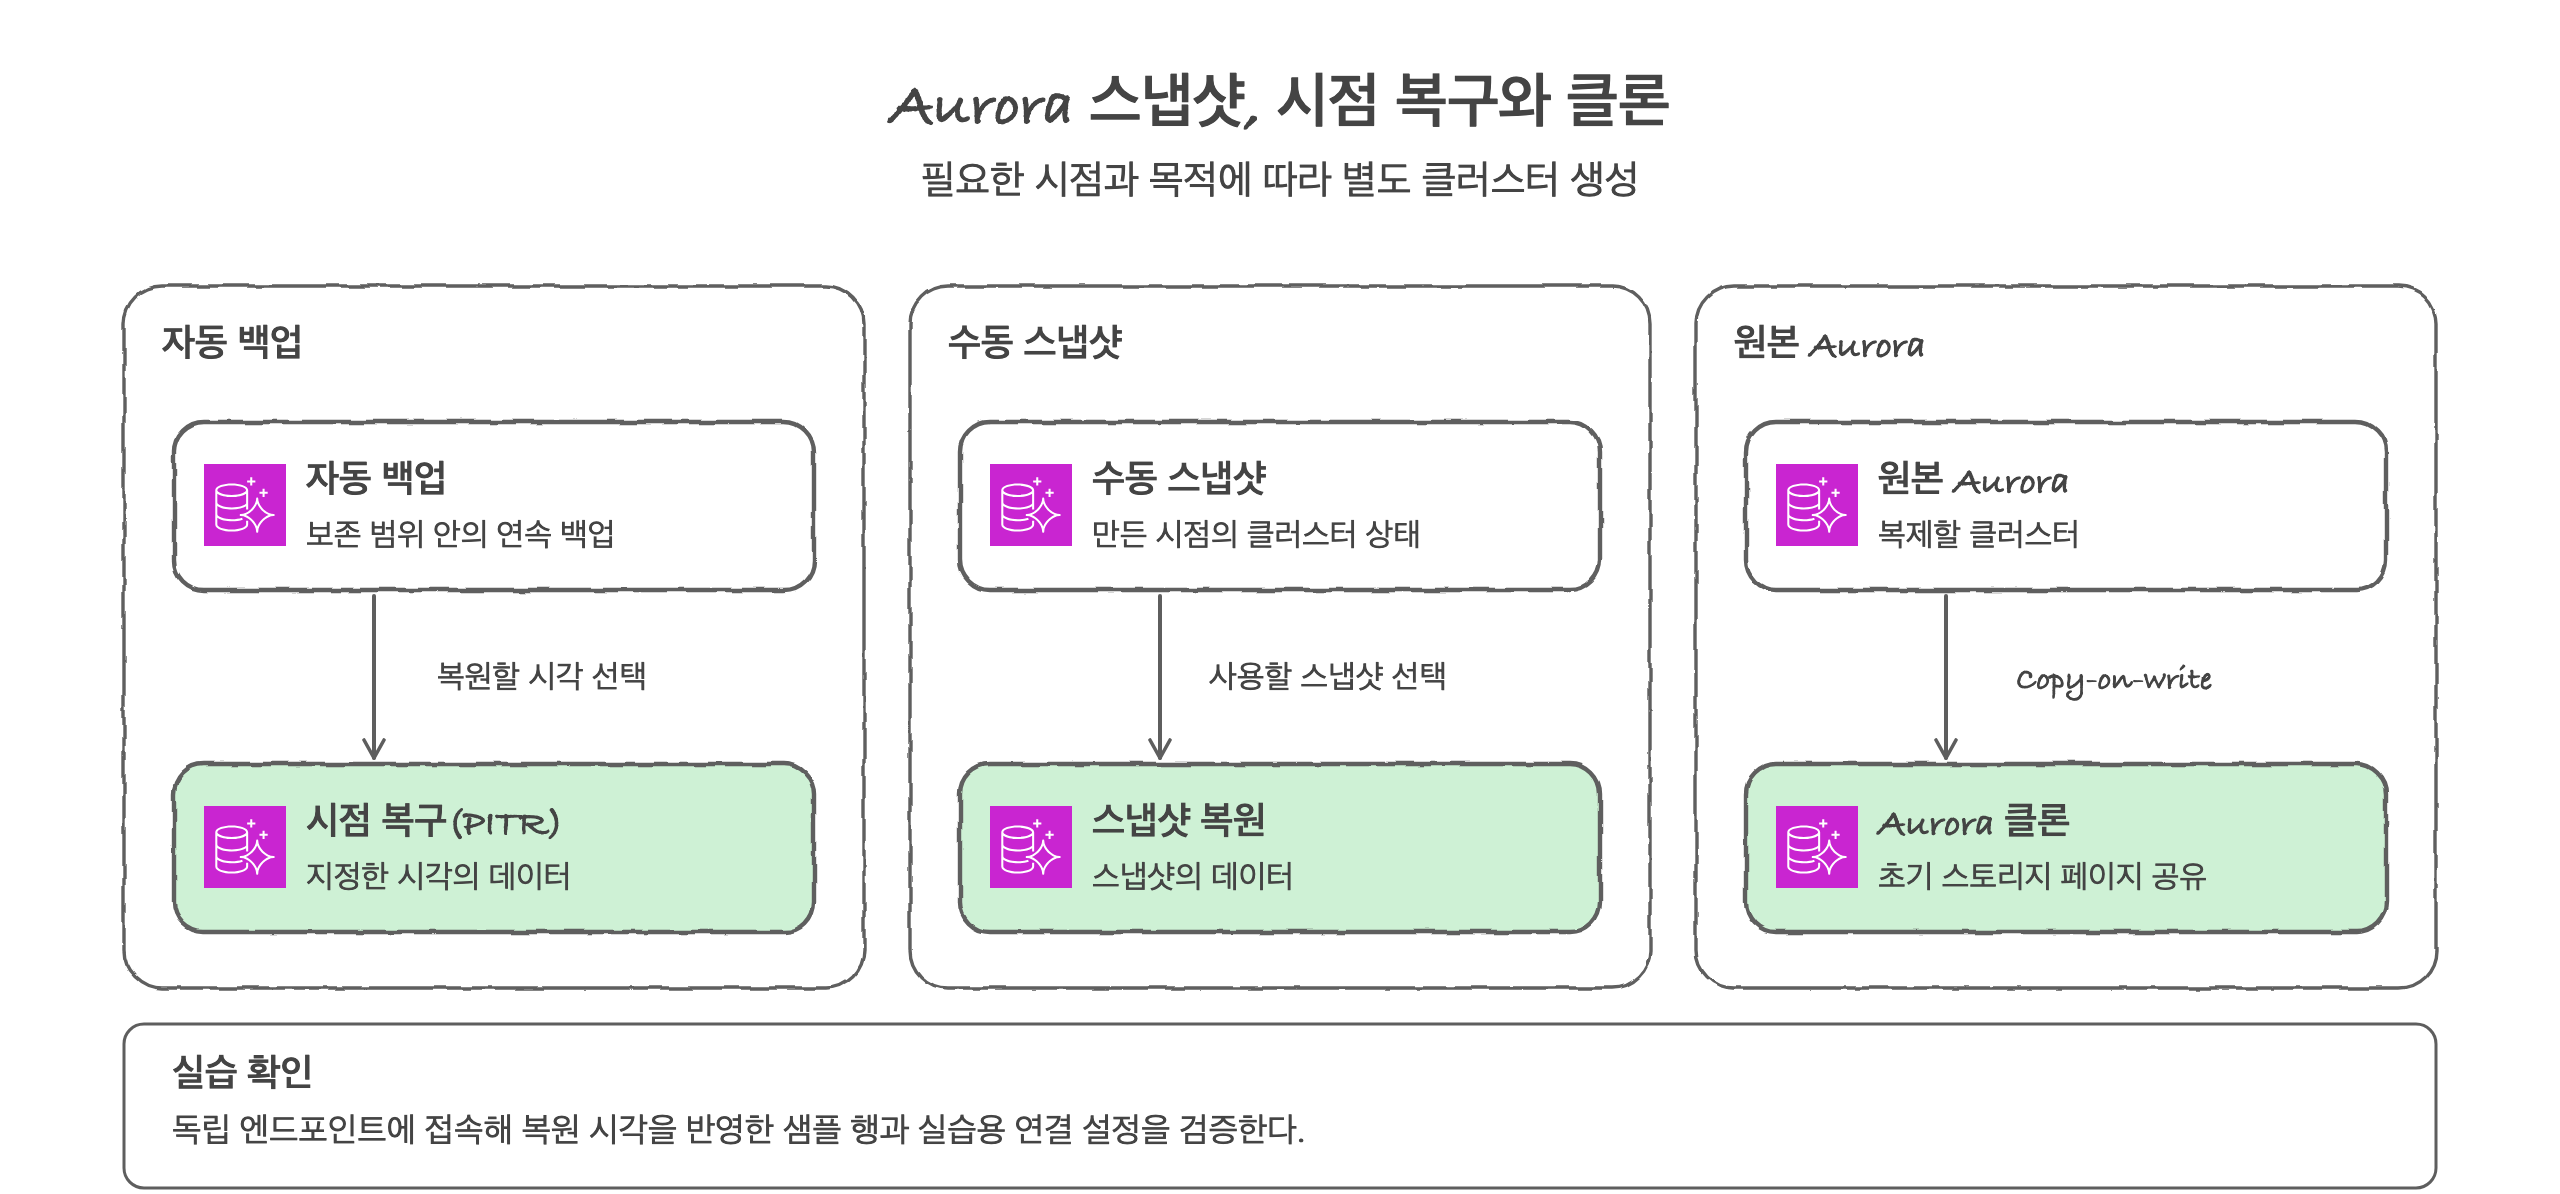 Aurora 스냅샷, 시점 복구와 클론
필요한 시점과 목적에 따라 별도 클러스터 생성
자동 백업
자동 백업
보존 범위 안의 연속 백업
복원할 시각 선택
시점 복구(PITR)
지정한 시각의 데이터
수동 스냅샷
수동 스냅샷
만든 시점의 클러스터 상태
사용할 스냅샷 선택
스냅샷 복원
스냅샷의 데이터
원본 Aurora
원본 Aurora
복제할 클러스터
Copy-on-write
Aurora 클론
초기 스토리지 페이지 공유
실습 확인
독립 엔드포인트에 접속해 복원 시각을 반영한 샘플 행과 실습용 연결 설정을 검증한다.